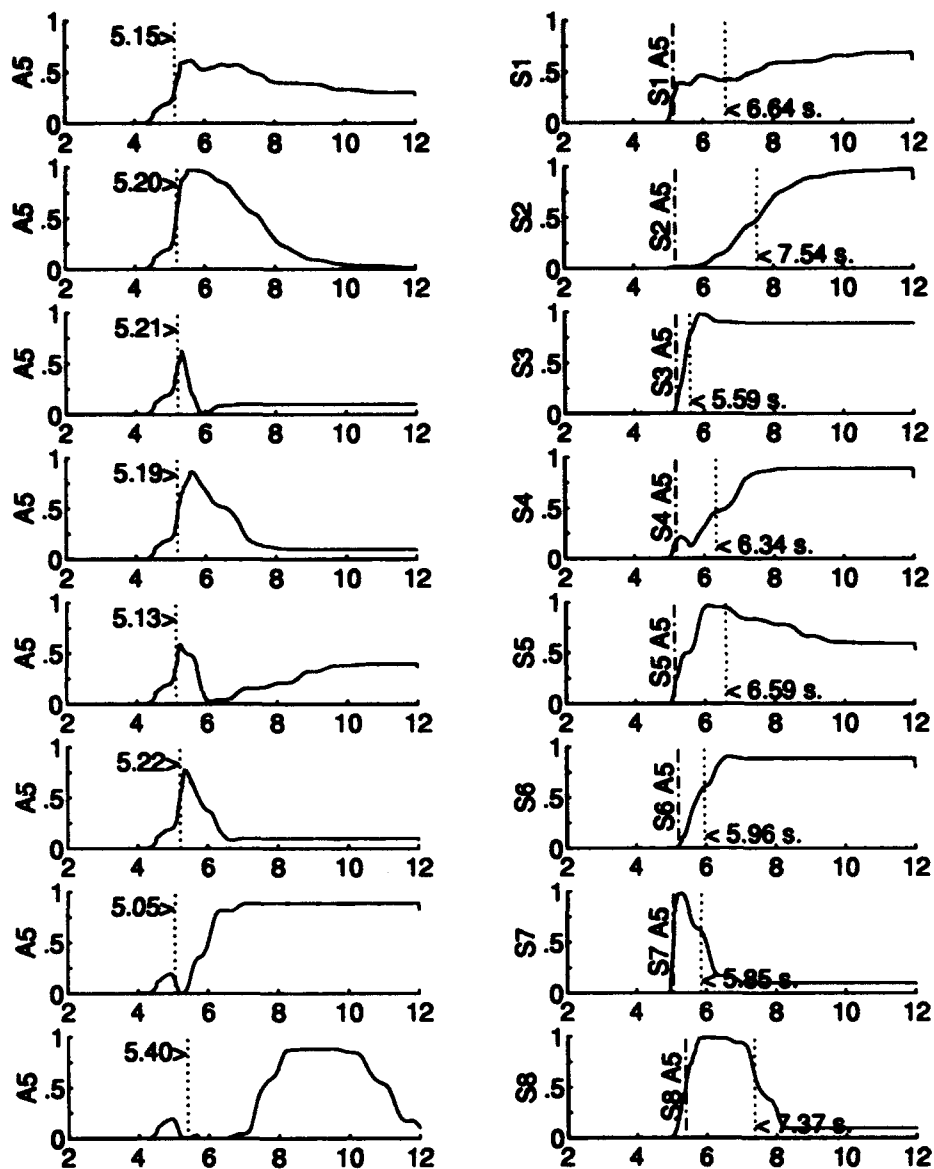 1
A5
.5
0
5.15>
2 4 6 8 10 12
1
S1
.5
0
S1 A5
< 6.64 s.
2 4 6 8 10 12
1
A5
.5
0
5.20>
2 4 6 8 10 12
1
S2
.5
0
S2 A5
< 7.54 s.
2 4 6 8 10 12
1
A5
.5
0
5.21>
2 4 6 8 10 12
1
S3
.5
0
S3 A5
< 5.59 s.
2 4 6 8 10 12
1
A5
.5
0
5.19>
2 4 6 8 10 12
1
S4
.5
0
S4 A5
< 6.34 s.
2 4 6 8 10 12
1
A5
.5
0
5.13>
2 4 6 8 10 12
1
S5
.5
0
S5 A5
< 6.59 s.
2 4 6 8 10 12
1
A5
.5
0
5.22>
2 4 6 8 10 12
1
S6
.5
0
S6 A5
< 5.96 s.
2 4 6 8 10 12
1
A5
.5
0
5.05>
2 4 6 8 10 12
1
S7
.5
0
S7 A5
< 5.85 s.
2 4 6 8 10 12
1
A5
.5
0
5.40>
2 4 6 8 10 12
1
S8
.5
0
S8 A5
< 7.37 s.
2 4 6 8 10 12